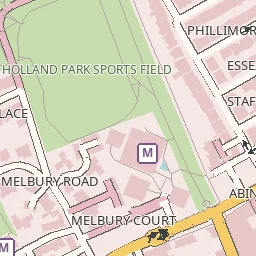 PHILLIMOR
ESSE
HOLLAND PARK SPORTS FIELD
STAF
LACE
M
MELBURY ROAD
ABIN
MELBURY COURT
M